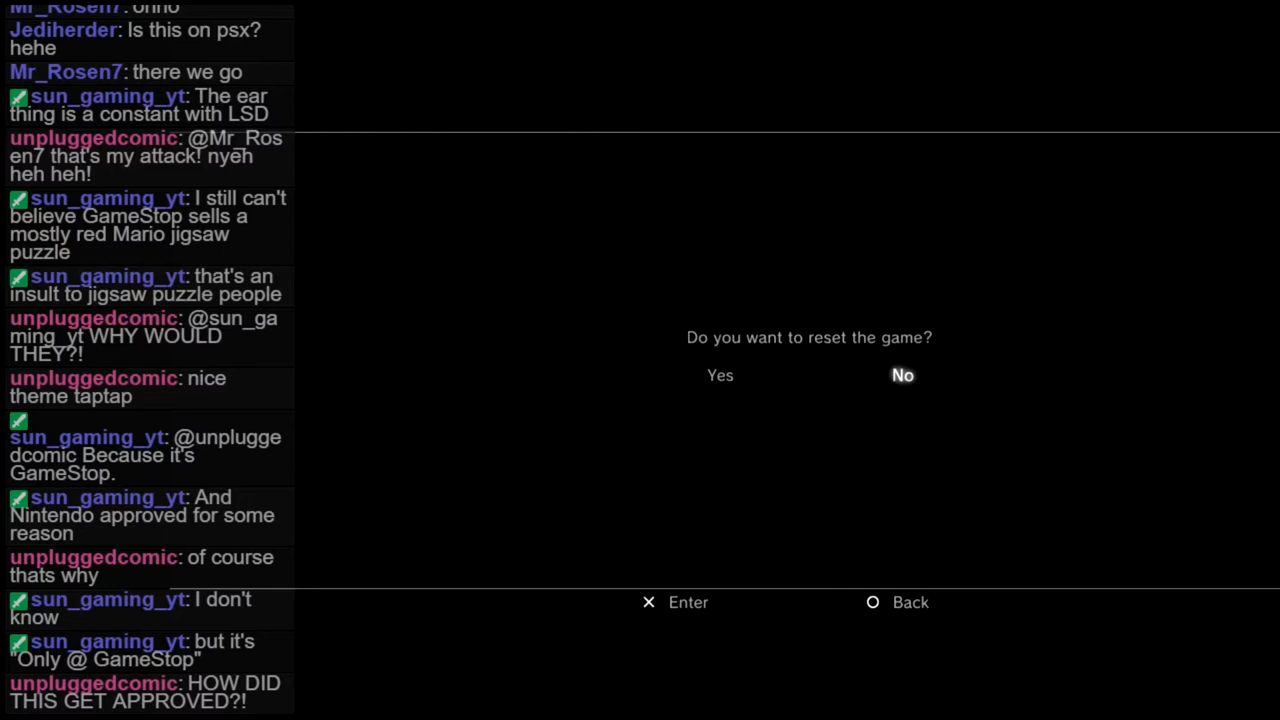 Mr_Rosen7: ohno
Jediherder: Is this on psx?
hehe
Mr_Rosen7: there we go
sun_gaming_yt: The ear
thing is a constant with LSD
unpluggedcomic: @Mr_Ros
en7 that's my attack! nyeh
heh heh!
sun_gaming_yt: I still can't
believe GameStop sells a
mostly red Mario jigsaw
puzzle
sun_gaming_yt: that's an
insult to jigsaw puzzle people
unpluggedcomic: @sun_ga
ming_yt WHY WOULD
THEY?!
unpluggedcomic: nice
theme taptap
sun_gaming_yt: @unplugge
dcomic Because it's
GameStop.
sun_gaming_yt: And
Nintendo approved for some
reason
unpluggedcomic: of course
thats why
sun_gaming_yt: I don't
know
sun_gaming_yt: but it's
"Only @ GameStop"
unpluggedcomic: HOW DID
THIS GET APPROVED?!
Do you want to reset the game?
Yes No
Enter Back